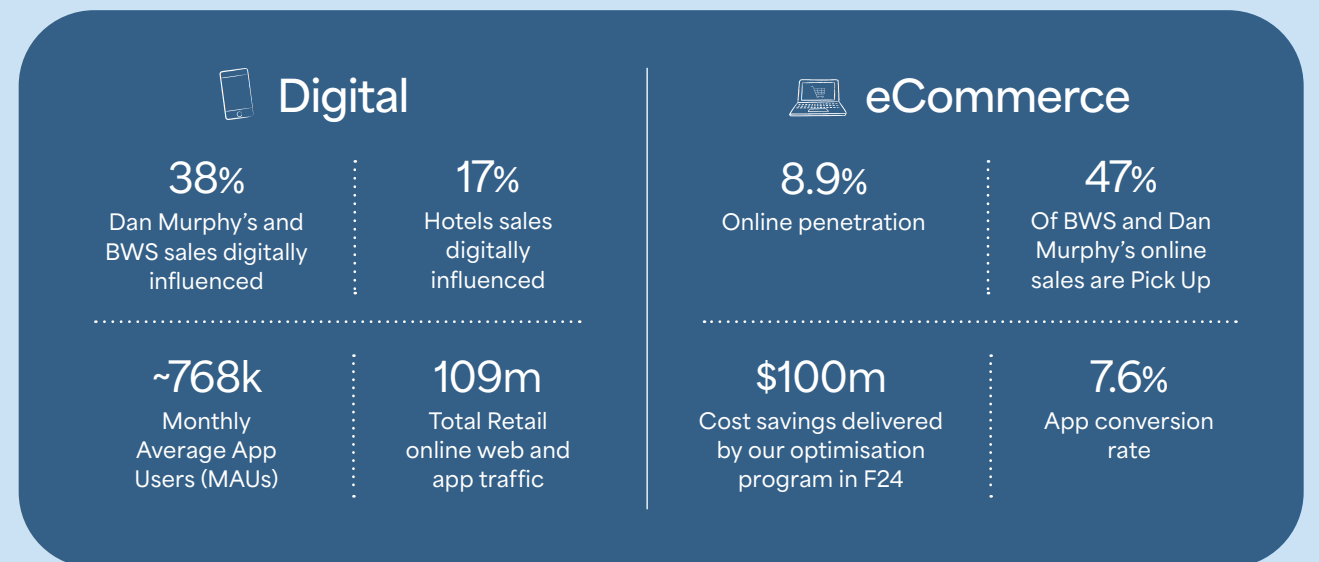 Digital
38%
Dan Murphy’s and
BWS sales digitally
influenced
17%
Hotels sales
digitally
influenced
~768k
Monthly
Average App
Users (MAUs)
109m
Total Retail
online web and
app traffic
eCommerce
8.9%
Online penetration
47%
Of BWS and Dan
Murphy’s online
sales are Pick Up
$100m
Cost savings delivered
by our optimisation
program in F24
7.6%
App conversion
rate